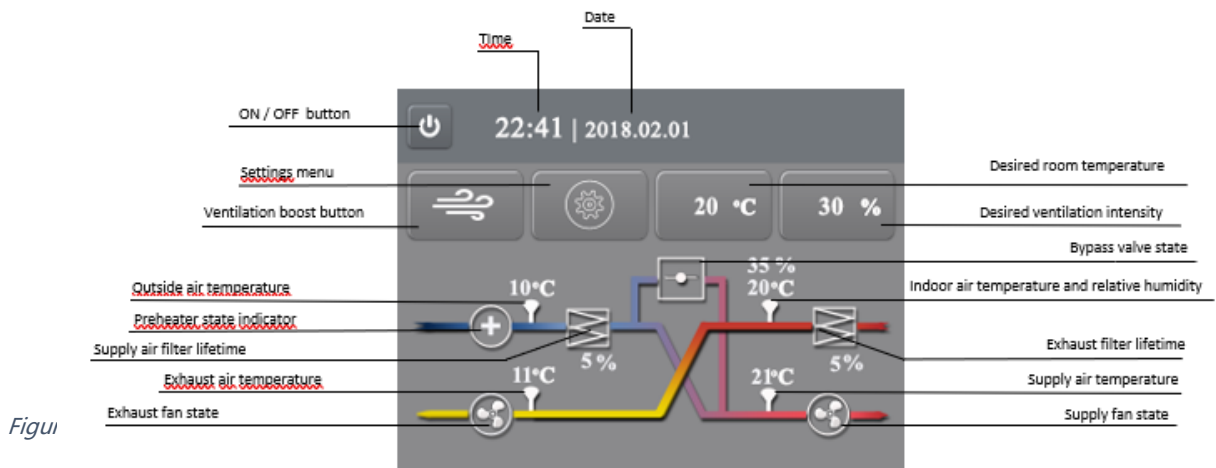 Date
Time
ON / OFF button
22:41 | 2018.02.01
Settings menu
Desired room temperature
20 °C
30 %
Ventilation boost button
Desired ventilation intensity
Bypass valve state
35 %
Outside air temperature
10°C
20°C
Indoor air temperature and relative humidity
Preheater state indicator
Supply air filter lifetime
Exhaust filter lifetime
5%
5%
Exhaust air temperature
11°C
21°C
Supply air temperature
Exhaust fan state
Supply fan state
Figur